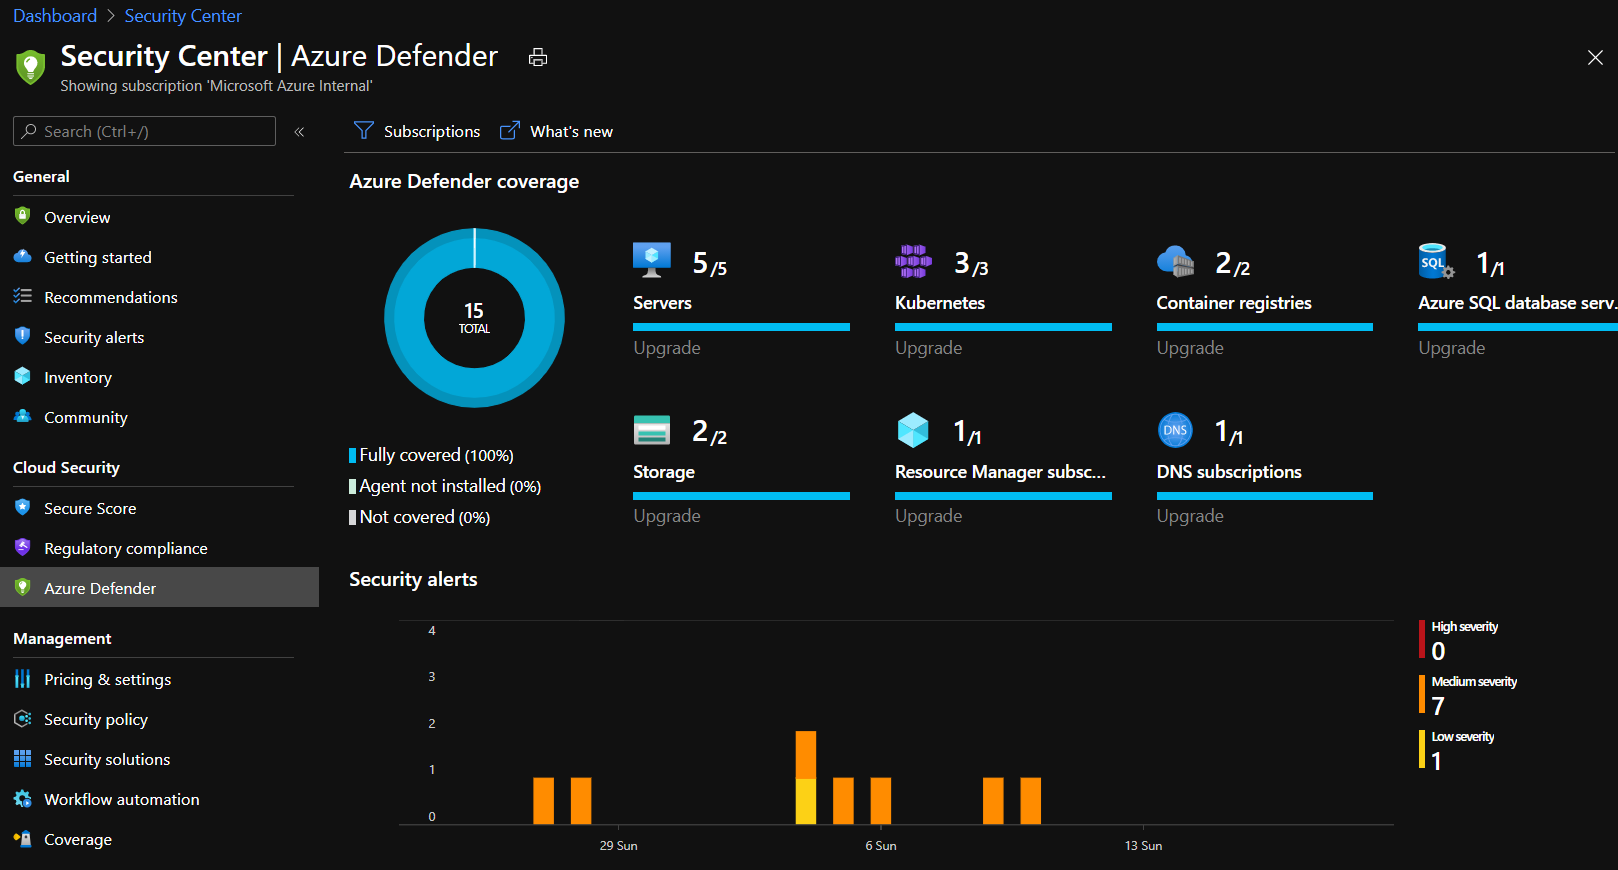 Dashboard > Security Center
Security Center | Azure Defender
Showing subscription 'Microsoft Azure Internal'
Search (Ctrl+/)
«
General
Overview
Getting started
Recommendations
Security alerts
Inventory
Community
Cloud Security
Secure Score
Regulatory compliance
Azure Defender
Management
Pricing & settings
Security policy
Security solutions
Workflow automation
Coverage
Subscriptions What's new
Azure Defender coverage
15
TOTAL
Fully covered (100%)
Agent not installed (0%)
Not covered (0%)
5/5
Servers
Upgrade
3/3
Kubernetes
Upgrade
2/2
Container registries
Upgrade
SQL
1/1
Azure SQL database serv...
Upgrade
2/2
Storage
Upgrade
1/1
Resource Manager subsc...
Upgrade
DNS
1/1
DNS subscriptions
Upgrade
Security alerts
4
3
2
1
0
29 Sun 6 Sun 13 Sun
High severity
0
Medium severity
7
Low severity
1